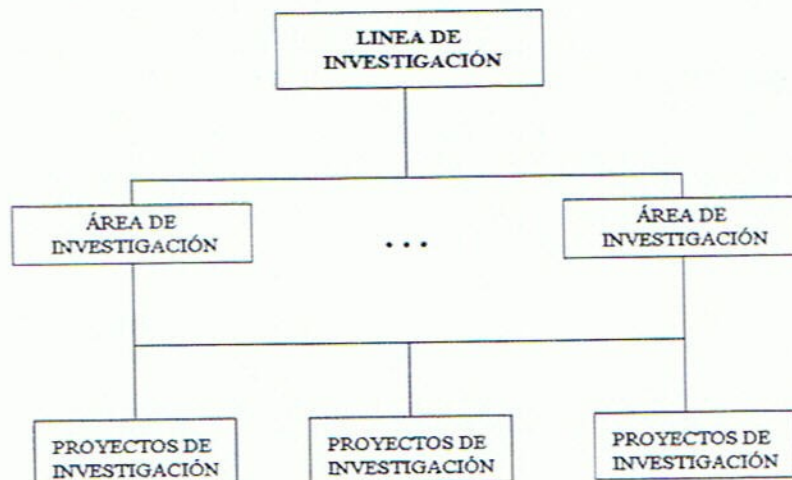 LINEA DE
INVESTIGACIÓN
ÁREA DE
INVESTIGACIÓN
...
ÁREA DE
INVESTIGACIÓN
PROYECTOS DE
INVESTIGACIÓN
PROYECTOS DE
INVESTIGACIÓN
PROYECTOS DE
INVESTIGACIÓN